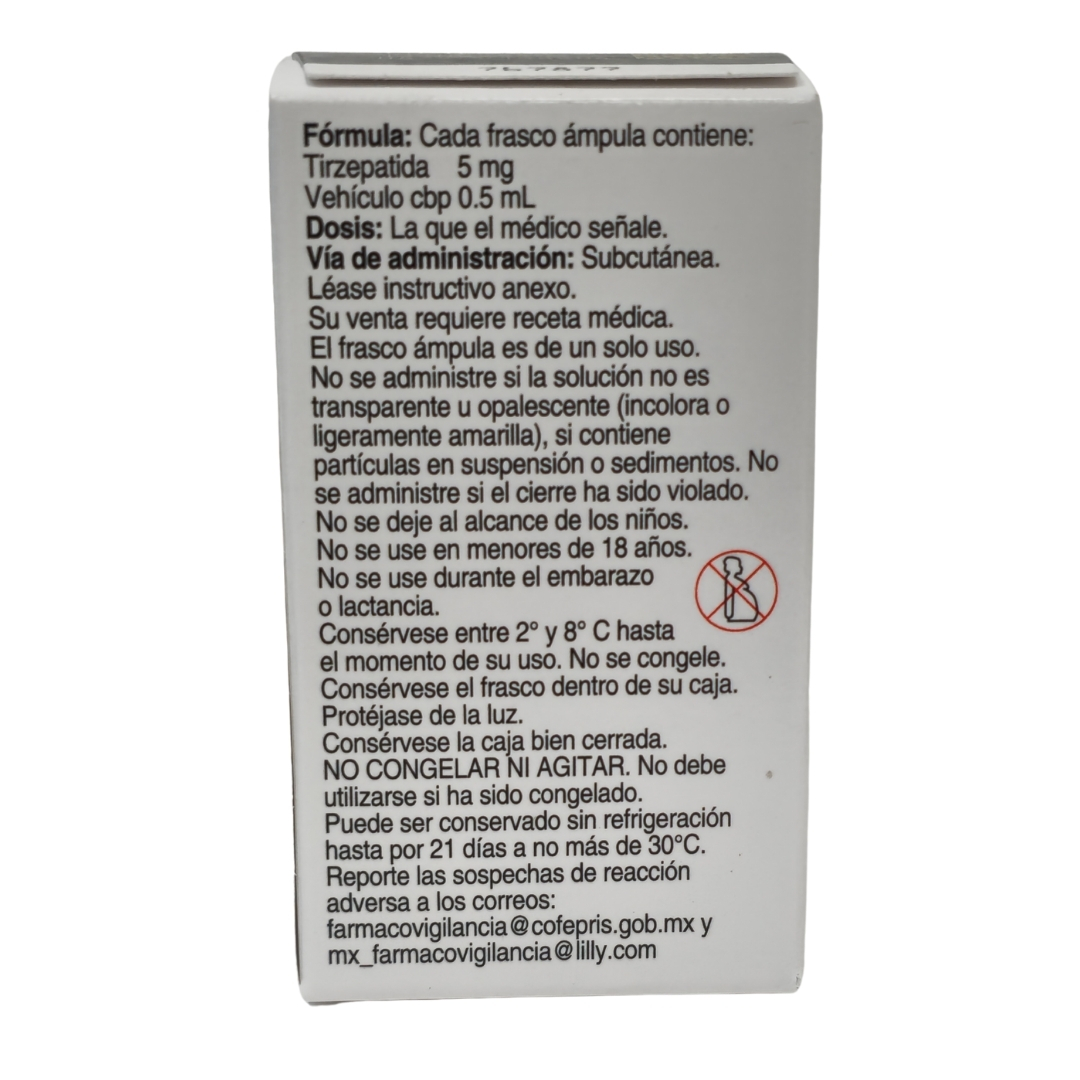 Fórmula: Cada frasco ámpula contiene:
Tirzepatida 5 mg
Vehículo cbp 0.5 mL
Dosis: La que el médico señale.
Vía de administración: Subcutánea.
Léase instructivo anexo.
Su venta requiere receta médica.
El frasco ámpula es de un solo uso.
No se administre si la solución no es
transparente u opalescente (incolora o
ligeramente amarilla), si contiene
partículas en suspensión o sedimentos. No
se administre si el cierre ha sido violado.
No se deje al alcance de los niños.
No se use en menores de 18 años.
No se use durante el embarazo
o lactancia.
Consérvese entre 2° y 8° C hasta
el momento de su uso. No se congele.
Consérvese el frasco dentro de su caja.
Protéjase de la luz.
Consérvese la caja bien cerrada.
NO CONGELAR NI AGITAR. No debe
utilizarse si ha sido congelado.
Puede ser conservado sin refrigeración
hasta por 21 días a no más de 30°C.
Reporte las sospechas de reacción
adversa a los correos:
farmacovigilancia@cofepris.gob.mx y
mx_farmacovigilancia@lilly.com